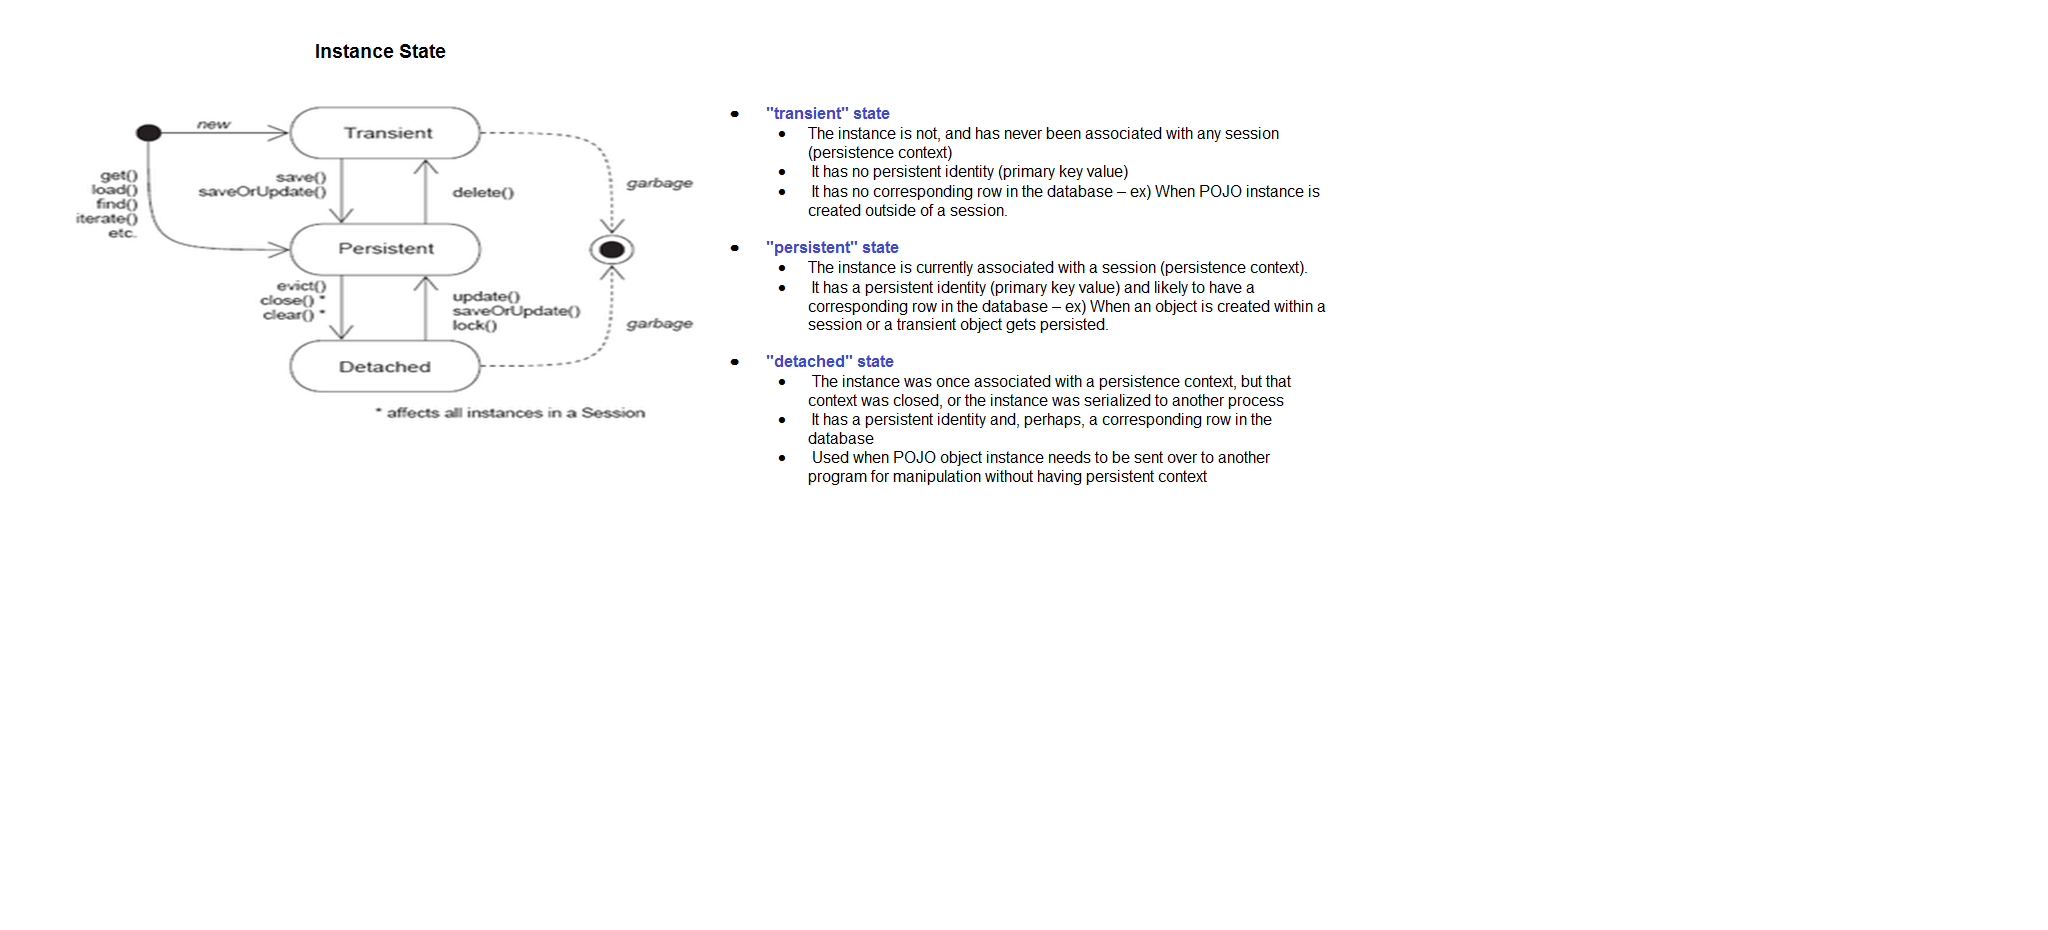 Instance State
new
Transient
get()
load()
find()
iterate()
etc.
save()
saveOrUpdate()
delete()
garbage
Persistent
evict()
close() *
clear() *
update()
saveOrUpdate()
lock()
garbage
Detached
* affects all instances in a Session
"transient" state
The instance is not, and has never been associated with any session
(persistence context)
It has no persistent identity (primary key value)
It has no corresponding row in the database – ex) When POJO instance is
created outside of a session.
"persistent" state
The instance is currently associated with a session (persistence context).
It has a persistent identity (primary key value) and likely to have a
corresponding row in the database – ex) When an object is created within a
session or a transient object gets persisted.
"detached" state
The instance was once associated with a persistence context, but that
context was closed, or the instance was serialized to another process
It has a persistent identity and, perhaps, a corresponding row in the
database
Used when POJO object instance needs to be sent over to another
program for manipulation without having persistent context